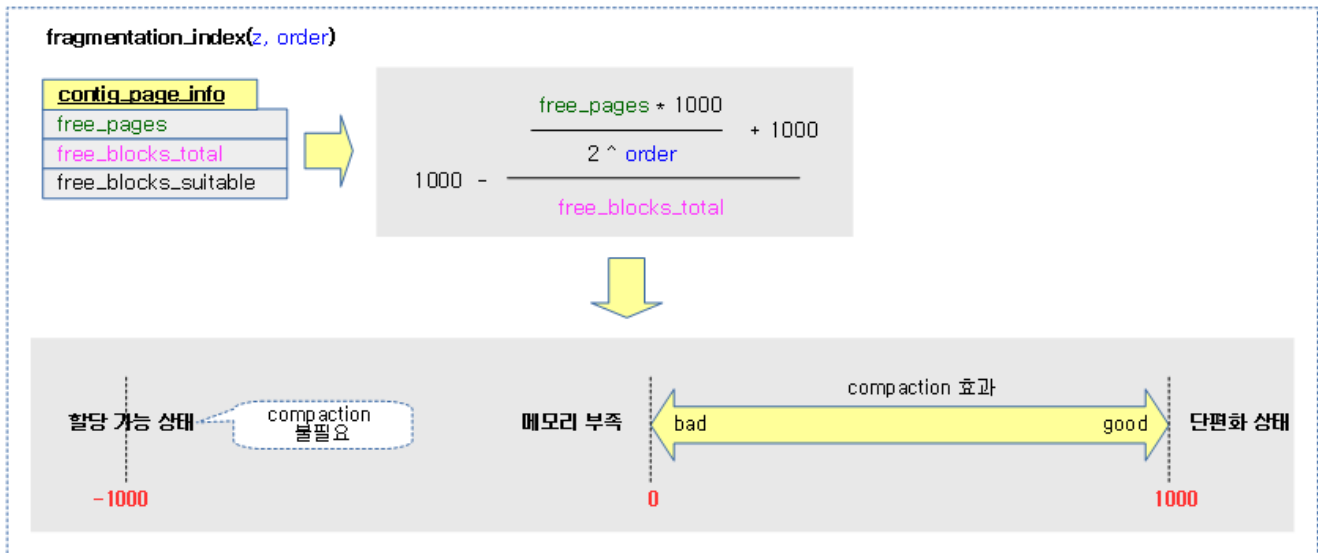 fragmentation_index(z, order)
contig_page_info
free_pages
free_blocks_total
free_blocks_suitable
free_pages * 1000
2 ^ order
+ 1000
1000 -
free_blocks_total
compaction 효과
할당 가능 상태
compaction
불필요
메모리 부족
bad
good
단편화 상태
-1000
0
1000